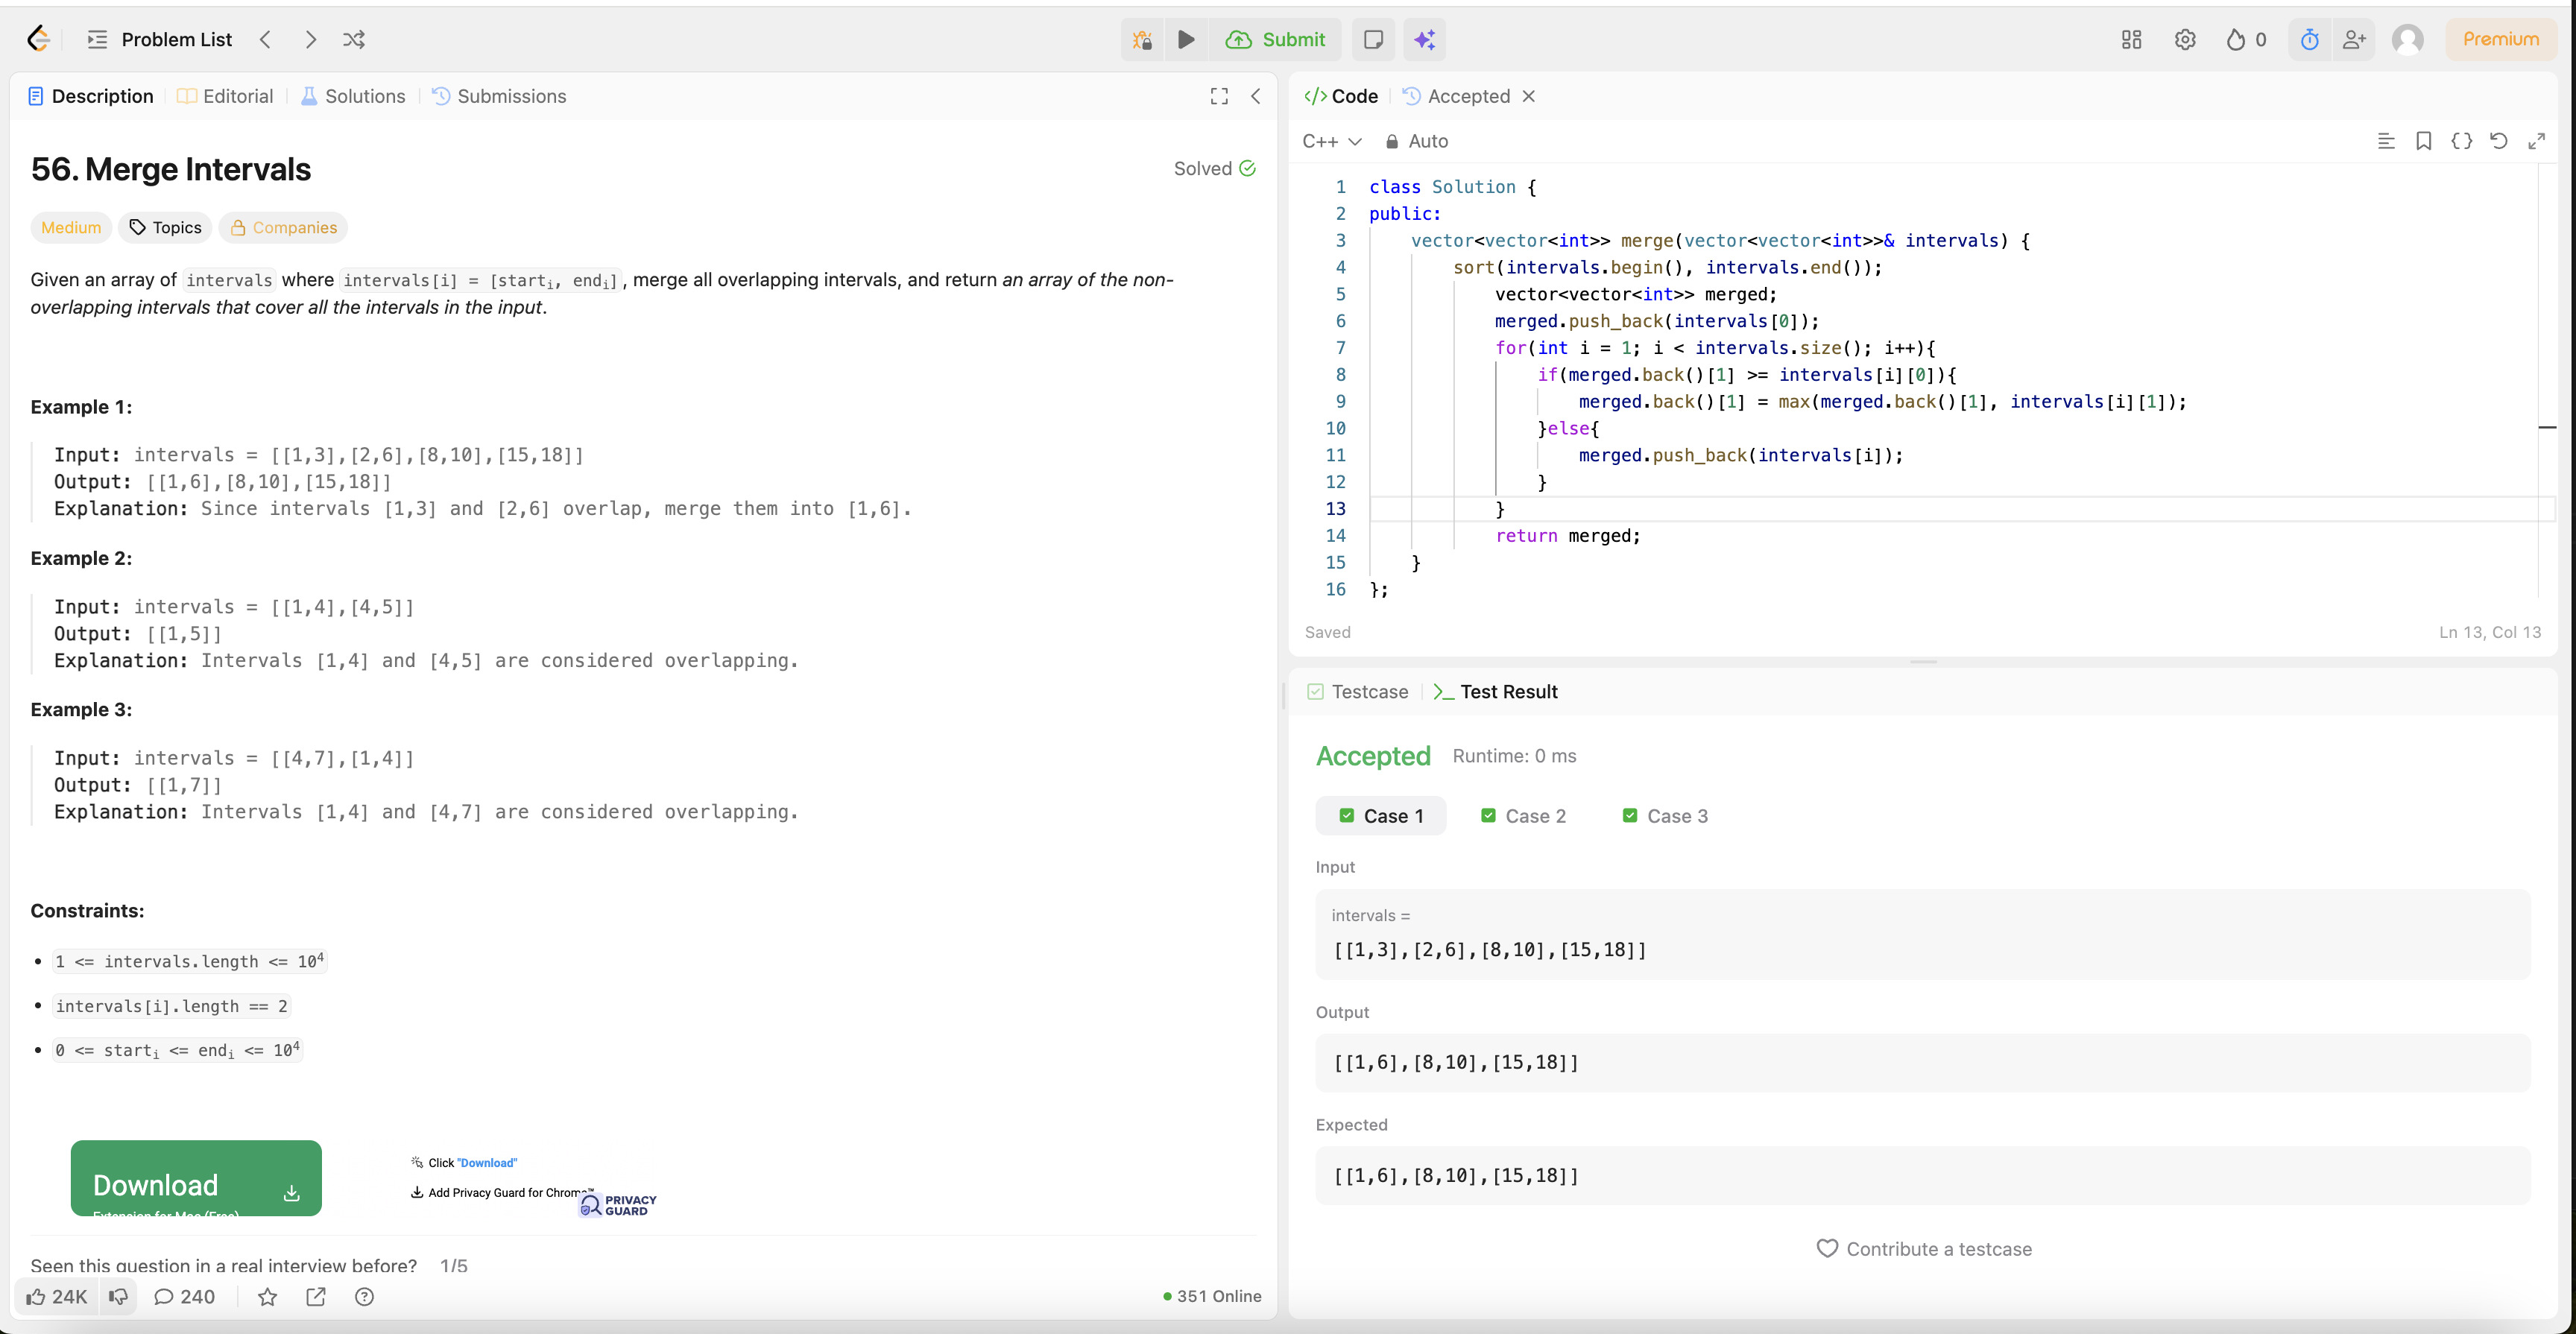 Problem List
Submit
0
Premium
Description
Editorial
Solutions
Submissions
56. Merge Intervals
Solved
Medium
Topics
Companies
Given an array of intervals where intervals[i] = [starti, endi], merge all overlapping intervals, and return an array of the non-
overlapping intervals that cover all the intervals in the input.
Example 1:
Input: intervals = [[1,3],[2,6],[8,10],[15,18]]
Output: [[1,6],[8,10],[15,18]]
Explanation: Since intervals [1,3] and [2,6] overlap, merge them into [1,6].
Example 2:
Input: intervals = [[1,4],[4,5]]
Output: [[1,5]]
Explanation: Intervals [1,4] and [4,5] are considered overlapping.
Example 3:
Input: intervals = [[4,7],[1,4]]
Output: [[1,7]]
Explanation: Intervals [1,4] and [4,7] are considered overlapping.
Constraints:
• 1 <= intervals.length <= 10^4
• intervals[i].length == 2
• 0 <= starti <= endi <= 10^4
Download
Extension for Mac (Free)
Click "Download"
Add Privacy Guard for Chrome™
PRIVACY
GUARD
Seen this question in a real interview before? 1/5
24K
240
351 Online
</> Code
Accepted
C++
Auto
1 class Solution {
2 public:
3     vector<vector<int>> merge(vector<vector<int>>& intervals) {
4         sort(intervals.begin(), intervals.end());
5             vector<vector<int>> merged;
6             merged.push_back(intervals[0]);
7             for(int i = 1; i < intervals.size(); i++){
8                 if(merged.back()[1] >= intervals[i][0]){
9                     merged.back()[1] = max(merged.back()[1], intervals[i][1]);
10                 }else{
11                     merged.push_back(intervals[i]);
12                 }
13             }
14             return merged;
15     }
16 };
Saved
Ln 13, Col 13
Testcase
Test Result
Accepted
Runtime: 0 ms
Case 1
Case 2
Case 3
Input
intervals =
[[1,3],[2,6],[8,10],[15,18]]
Output
[[1,6],[8,10],[15,18]]
Expected
[[1,6],[8,10],[15,18]]
Contribute a testcase